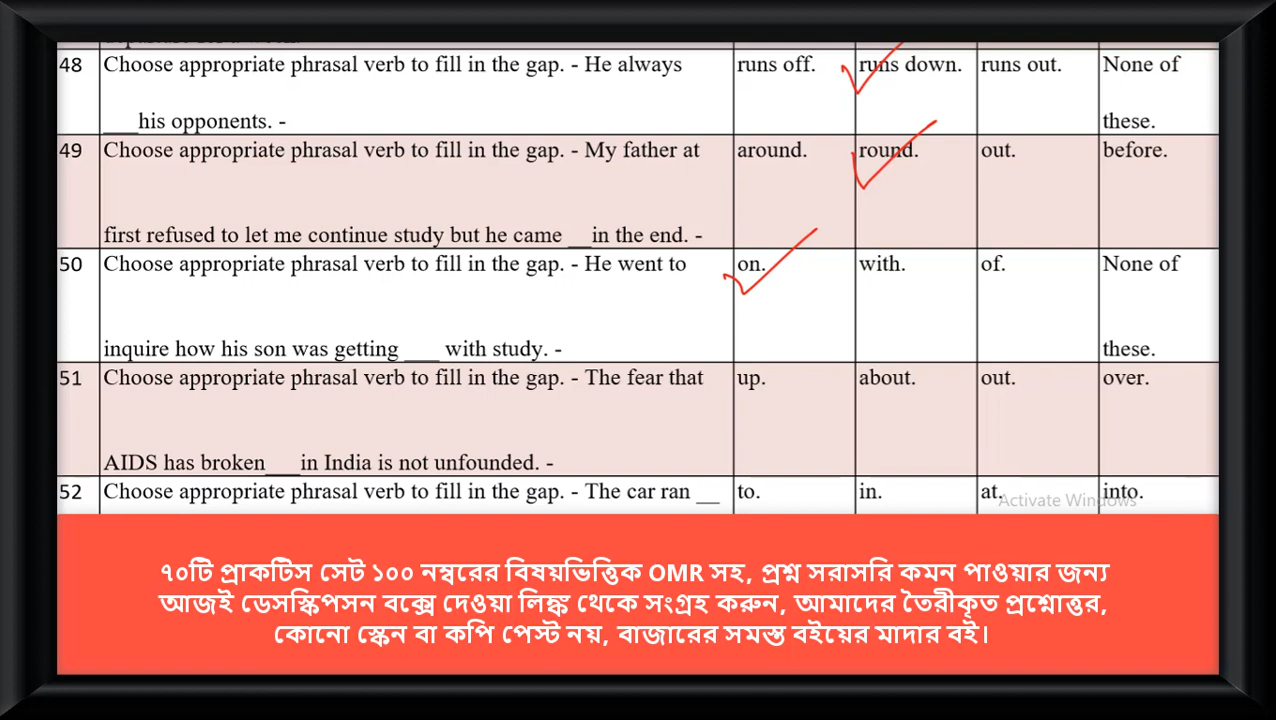 48 Choose appropriate phrasal verb to fill in the gap. - He always runs off. runs down. runs out. None of
___his opponents. - these.
49 Choose appropriate phrasal verb to fill in the gap. - My father at around. round. out. before.
first refused to let me continue study but he came __in the end. -
50 Choose appropriate phrasal verb to fill in the gap. - He went to on. with. of. None of
inquire how his son was getting ___ with study. - these.
51 Choose appropriate phrasal verb to fill in the gap. - The fear that up. about. out. over.
AIDS has broken___in India is not unfounded. -
52 Choose appropriate phrasal verb to fill in the gap. - The car ran __ to. in. at. into.
Activate Windows
৭০টি প্রাকটিস সেট ১০০ নম্বরের বিষয়ভিত্তিক OMR সহ, প্রশ্ন সরাসরি কমন পাওয়ার জন্য
আজই ডেসস্কিপসন বক্সে দেওয়া লিঙ্ক থেকে সংগ্রহ করুন, আমাদের তৈরীকৃত প্রশ্নোত্তর,
কোনো স্কেন বা কপি পেস্ট নয়, বাজারের সমস্ত বইয়ের মাদার বই।